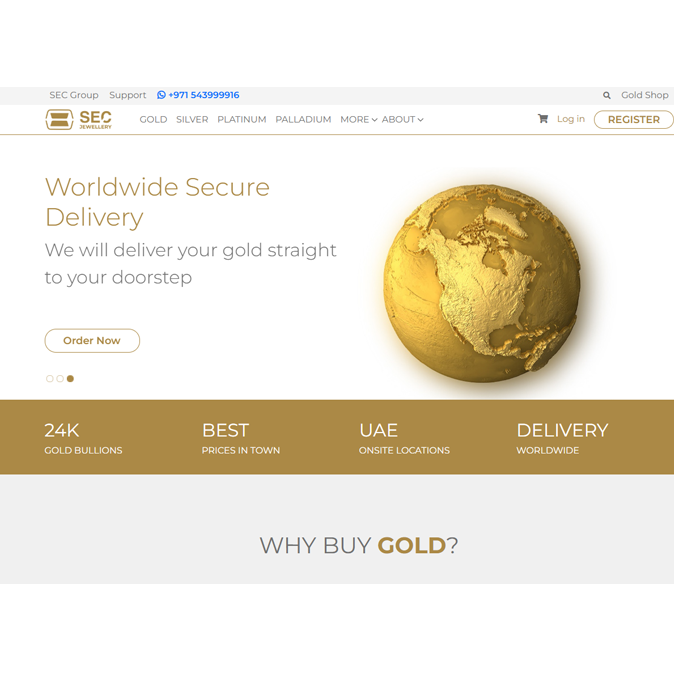 SEC Group Support +971 543999916 Gold Shop
SEC
JEWELLERY
GOLD SILVER PLATINUM PALLADIUM MORE ABOUT Log in REGISTER
Worldwide Secure
Delivery
We will deliver your gold straight
to your doorstep
Order Now
24K BEST UAE DELIVERY
GOLD BULLIONS PRICES IN TOWN ONSITE LOCATIONS WORLDWIDE
WHY BUY GOLD?